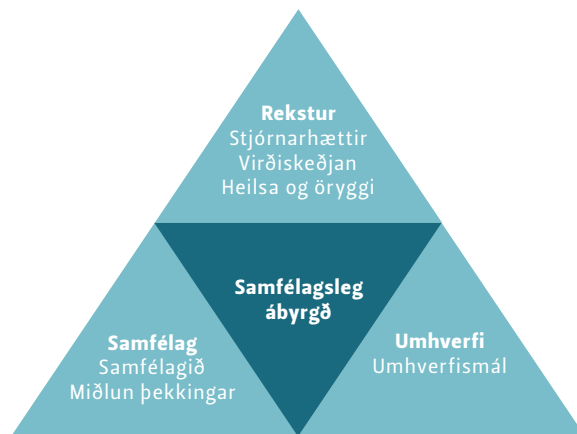 Rekstur
Stjórnarhættir
Virðiskeðjan
Heilsa og öryggi
Samfélagsleg
ábyrgð
Samfélag
Samfélagið
Miðlun þekkingar
Umhverfi
Umhverfismál